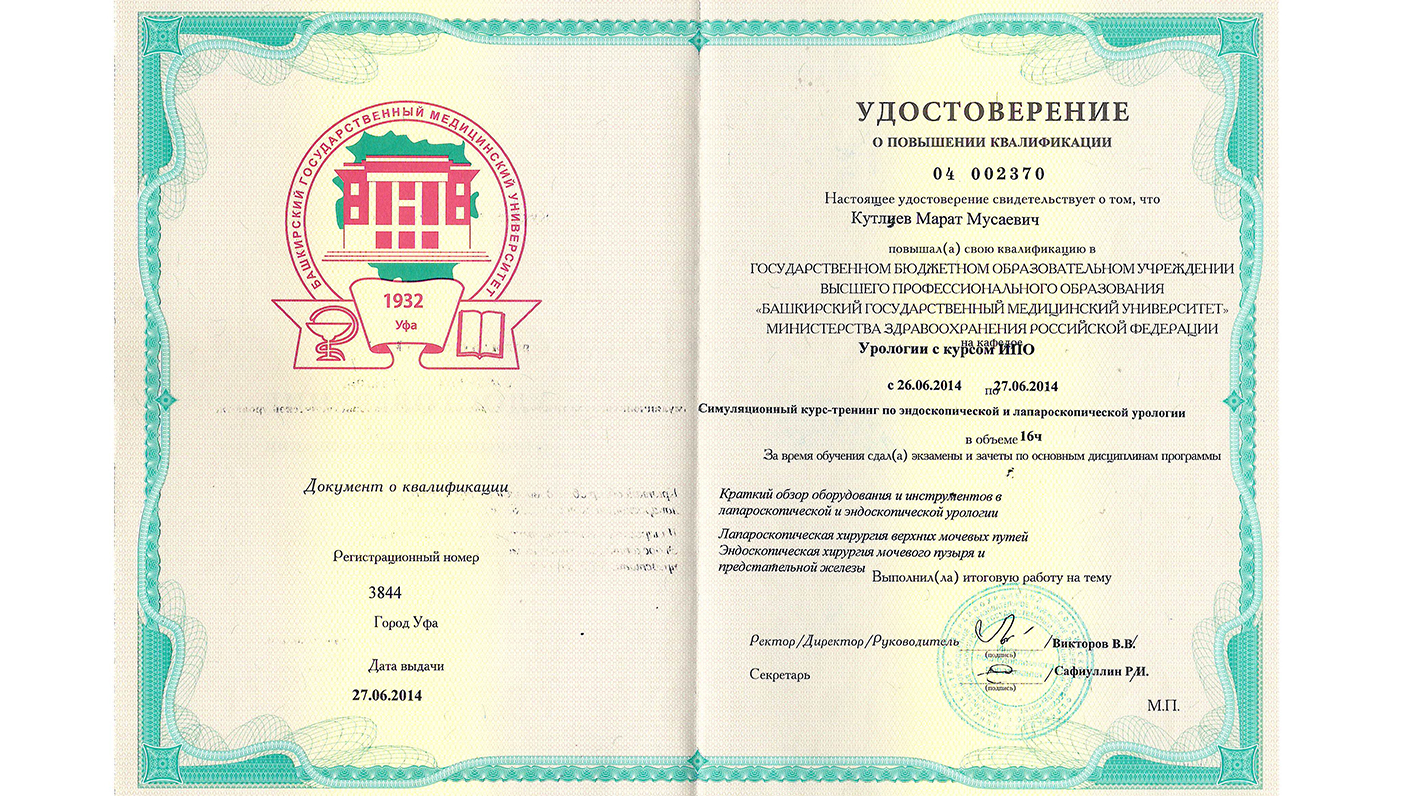 БАШКИРСКИЙ ГОСУДАРСТВЕННЫЙ МЕДИЦИНСКИЙ УНИВЕРСИТЕТ
1932
Уфа
Документ о квалификации
Регистрационный номер
3844
Город Уфа
Дата выдачи
27.06.2014
УДОСТОВЕРЕНИЕ
О ПОВЫШЕНИИ КВАЛИФИКАЦИИ
04 002370
Настоящее удостоверение свидетельствует о том, что
Кутлуев Марат Мусаевич
повышал(а) свою квалификацию в
ГОСУДАРСТВЕННОМ БЮДЖЕТНОМ ОБРАЗОВАТЕЛЬНОМ УЧРЕЖДЕНИИ
ВЫСШЕГО ПРОФЕССИОНАЛЬНОГО ОБРАЗОВАНИЯ
«БАШКИРСКИЙ ГОСУДАРСТВЕННЫЙ МЕДИЦИНСКИЙ УНИВЕРСИТЕТ»
МИНИСТЕРСТВА ЗДРАВООХРАНЕНИЯ РОССИЙСКОЙ ФЕДЕРАЦИИ
на кафедре
Урологии с курсом ИПО
с 26.06.2014 по 27.06.2014
Симуляционный курс-тренинг по эндоскопической и лапароскопической урологии
в объеме 16ч
За время обучения сдал(а) экзамены и зачеты по основным дисциплинам программы
Краткий обзор оборудования и инструментов в
лапароскопической и эндоскопической урологии
Лапароскопическая хирургия верхних мочевых путей
Эндоскопическая хирургия мочевого пузыря и
предстательной железы
Выполнил(ла) итоговую работу на тему
Ректор/Директор/Руководитель /Викторов В.В/
(подпись)
Секретарь /Сафиуллин Р.И./
(подпись)
М.П.